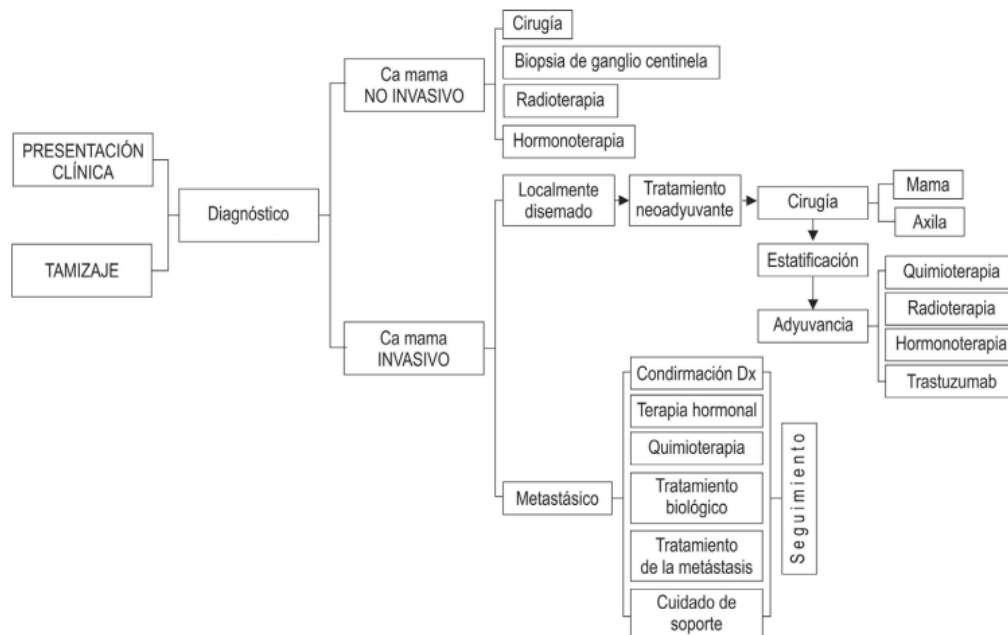 PRESENTACIÓN
CLÍNICA
TAMIZAJE
Diagnóstico
Ca mama
NO INVASIVO
Cirugía
Biopsia de ganglio centinela
Radioterapia
Hormonoterapia
Ca mama
INVASIVO
Localmente
disemado
Tratamiento
neoadyuvante
Cirugía
Mama
Axila
Estatificación
Adyuvancia
Quimioterapia
Radioterapia
Hormonoterapia
Trastuzumab
Metastásico
Condirmación Dx
Terapia hormonal
Quimioterapia
Tratamiento
biológico
Tratamiento
de la metástasis
Cuidado de
soporte
Seguimiento